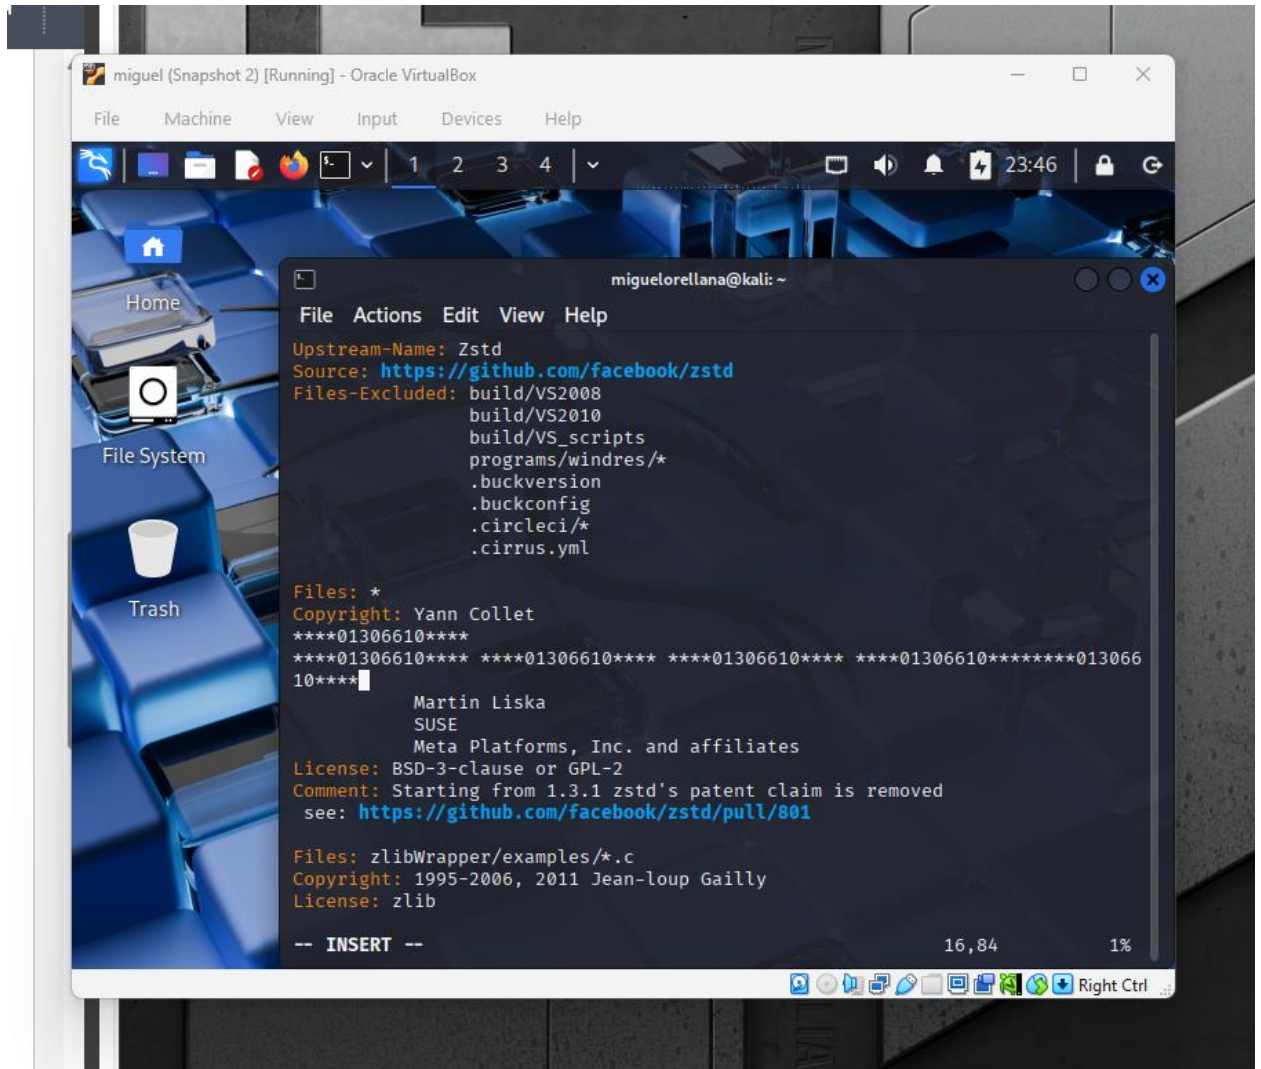 miguel (Snapshot 2) [Running] - Oracle VirtualBox
File Machine View Input Devices Help
1 2 3 4 23:46
Home
File System
Trash
miguelorellana@kali: ~
File Actions Edit View Help
Upstream-Name: Zstd
Source: https://github.com/facebook/zstd
Files-Excluded: build/VS2008
build/VS2010
build/VS_scripts
programs/windres/*
.buckversion
.buckconfig
.circleci/*
.cirrus.yml
Files: *
Copyright: Yann Collet
****01306610****
****01306610**** ****01306610**** ****01306610**** ****01306610********013066
10****
Martin Liska
SUSE
Meta Platforms, Inc. and affiliates
License: BSD-3-clause or GPL-2
Comment: Starting from 1.3.1 zstd's patent claim is removed
see: https://github.com/facebook/zstd/pull/801
Files: zlibWrapper/examples/*.c
Copyright: 1995-2006, 2011 Jean-loup Gailly
License: zlib
-- INSERT -- 16,84 1%
Right Ctrl